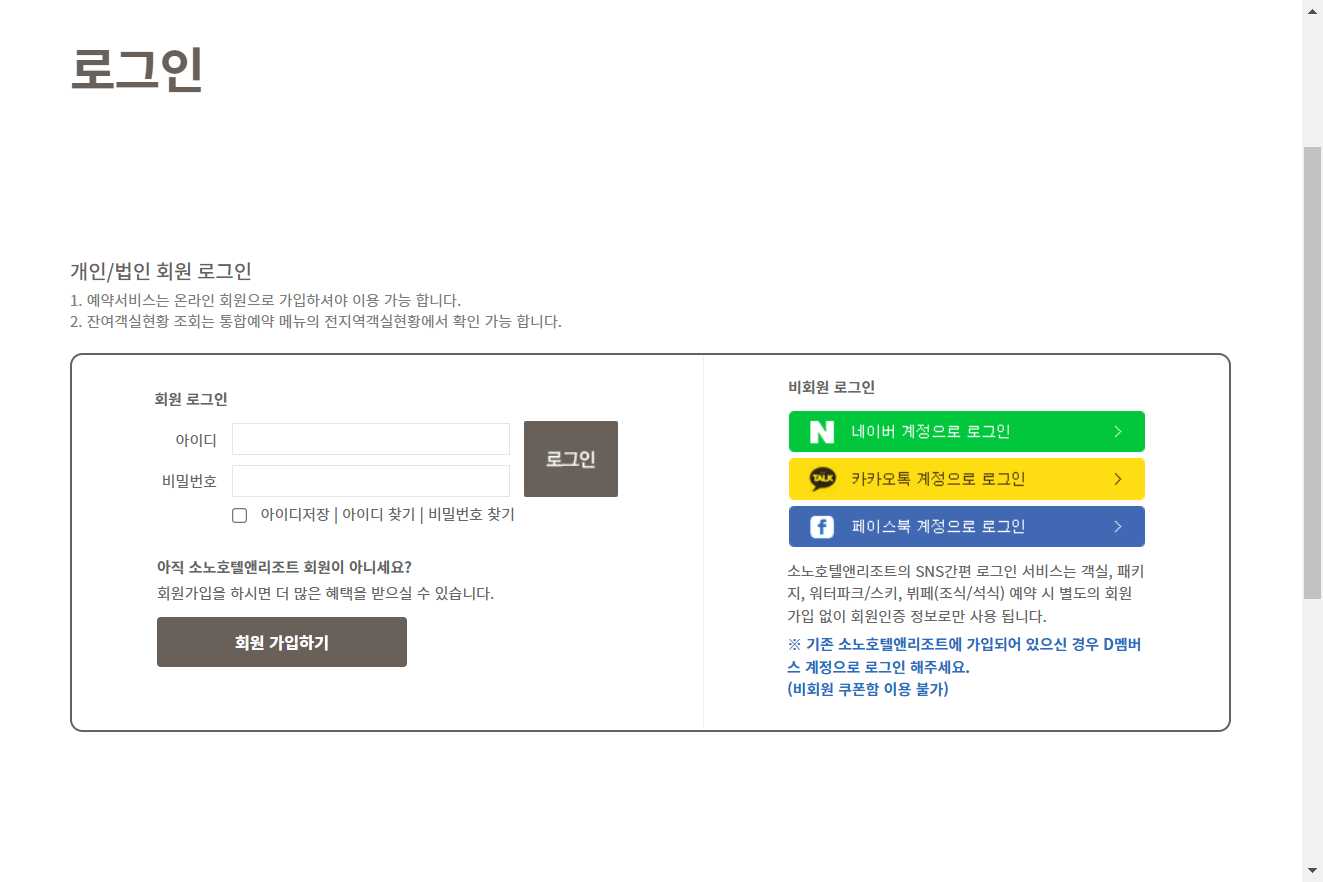 로그인
개인/법인 회원 로그인
1. 예약서비스는 온라인 회원으로 가입하셔야 이용 가능 합니다.
2. 잔여객실현황 조회는 통합예약 메뉴의 전지역객실현황에서 확인 가능 합니다.
회원 로그인
아이디
비밀번호
로그인
아이디저장 | 아이디 찾기 | 비밀번호 찾기
아직 소노호텔앤리조트 회원이 아니세요?
회원가입을 하시면 더 많은 혜택을 받으실 수 있습니다.
회원 가입하기
비회원 로그인
N 네이버 계정으로 로그인
TALK 카카오톡 계정으로 로그인
f 페이스북 계정으로 로그인
소노호텔앤리조트의 SNS간편 로그인 서비스는 객실, 패키
지, 워터파크/스키, 뷔페(조식/석식) 예약 시 별도의 회원
가입 없이 회원인증 정보로만 사용 됩니다.
※ 기존 소노호텔앤리조트에 가입되어 있으신 경우 D멤버
스 계정으로 로그인 해주세요.
(비회원 쿠폰함 이용 불가)